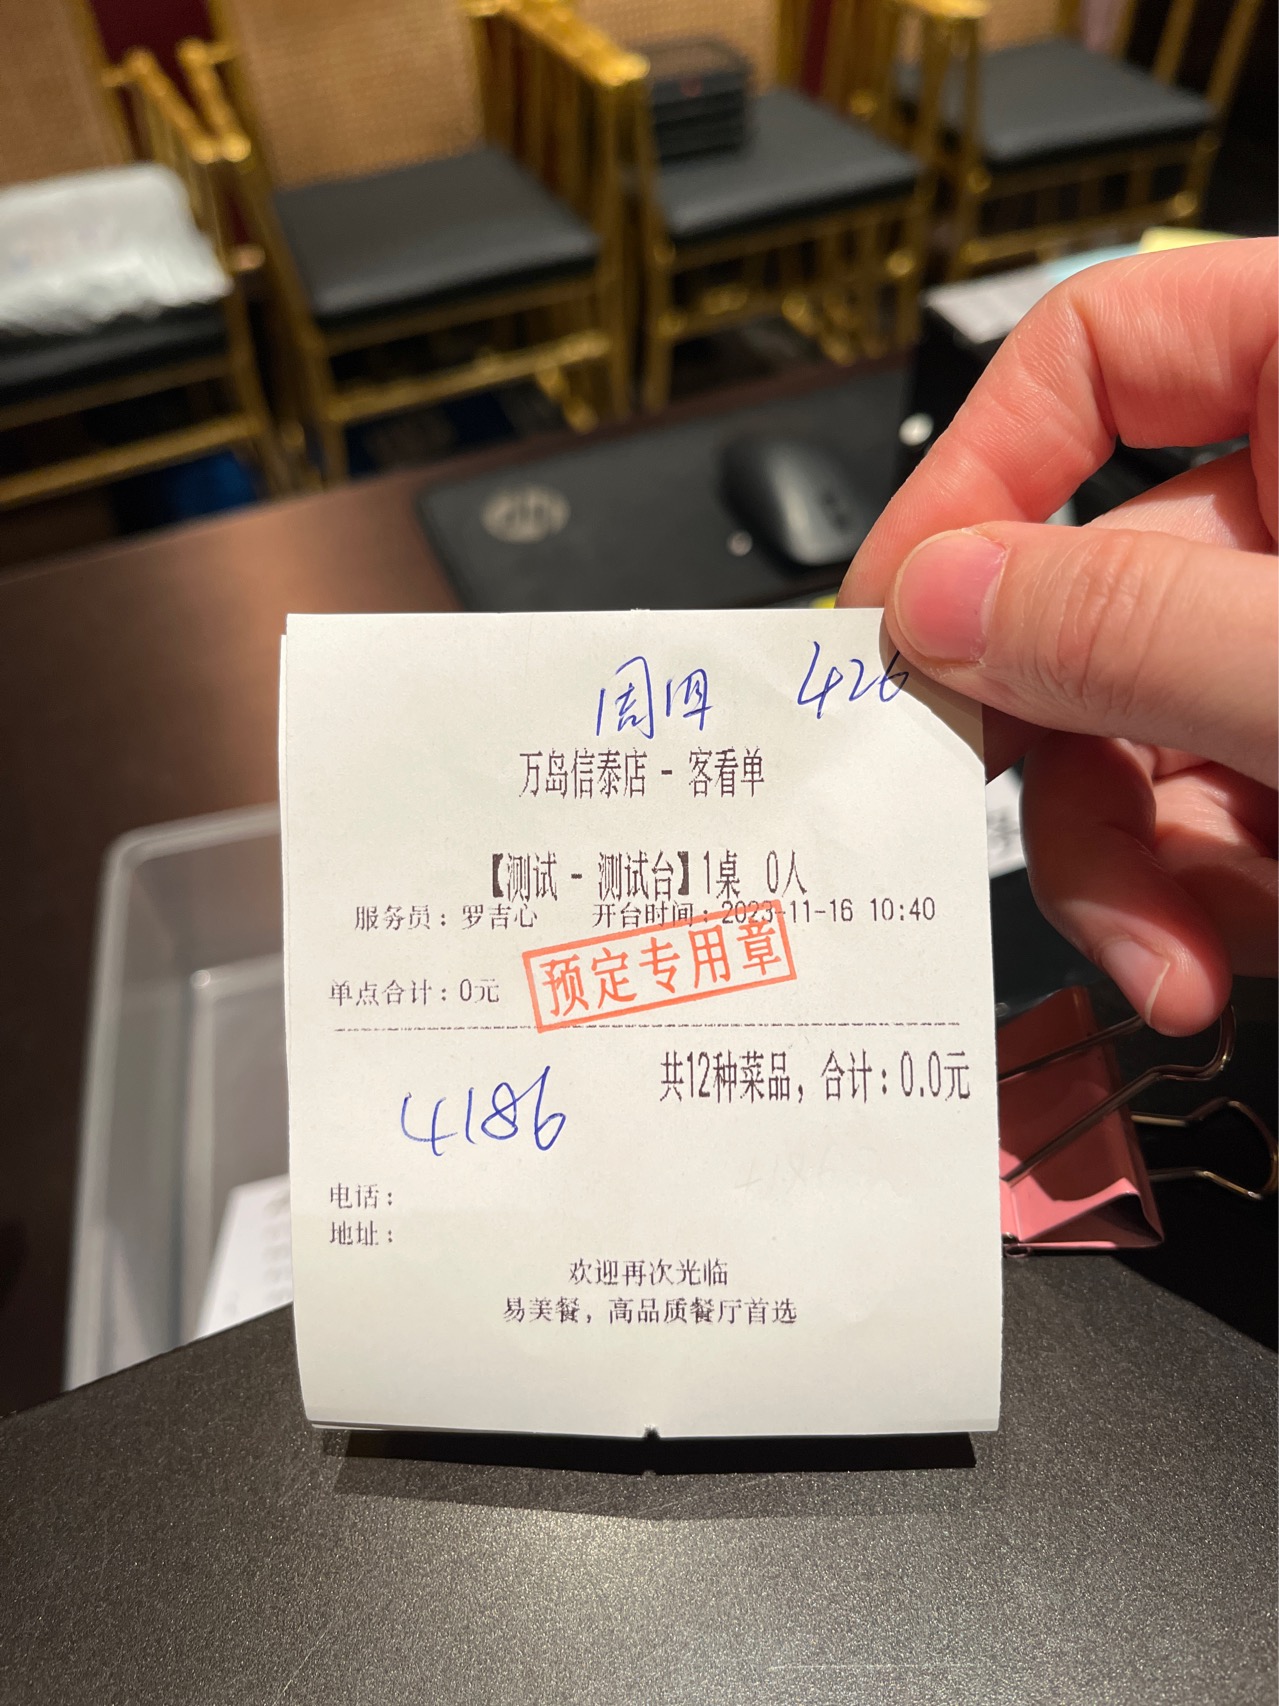 周四 426
万岛信泰店 - 客看单
【测试 - 测试台】1桌 0人
服务员：罗吉心 开台时间：2023-11-16 10:40
预定专用章
单点合计：0元
共12种菜品，合计：0.0元
4186
电话：
地址：
欢迎再次光临
易美餐，高品质餐厅首选